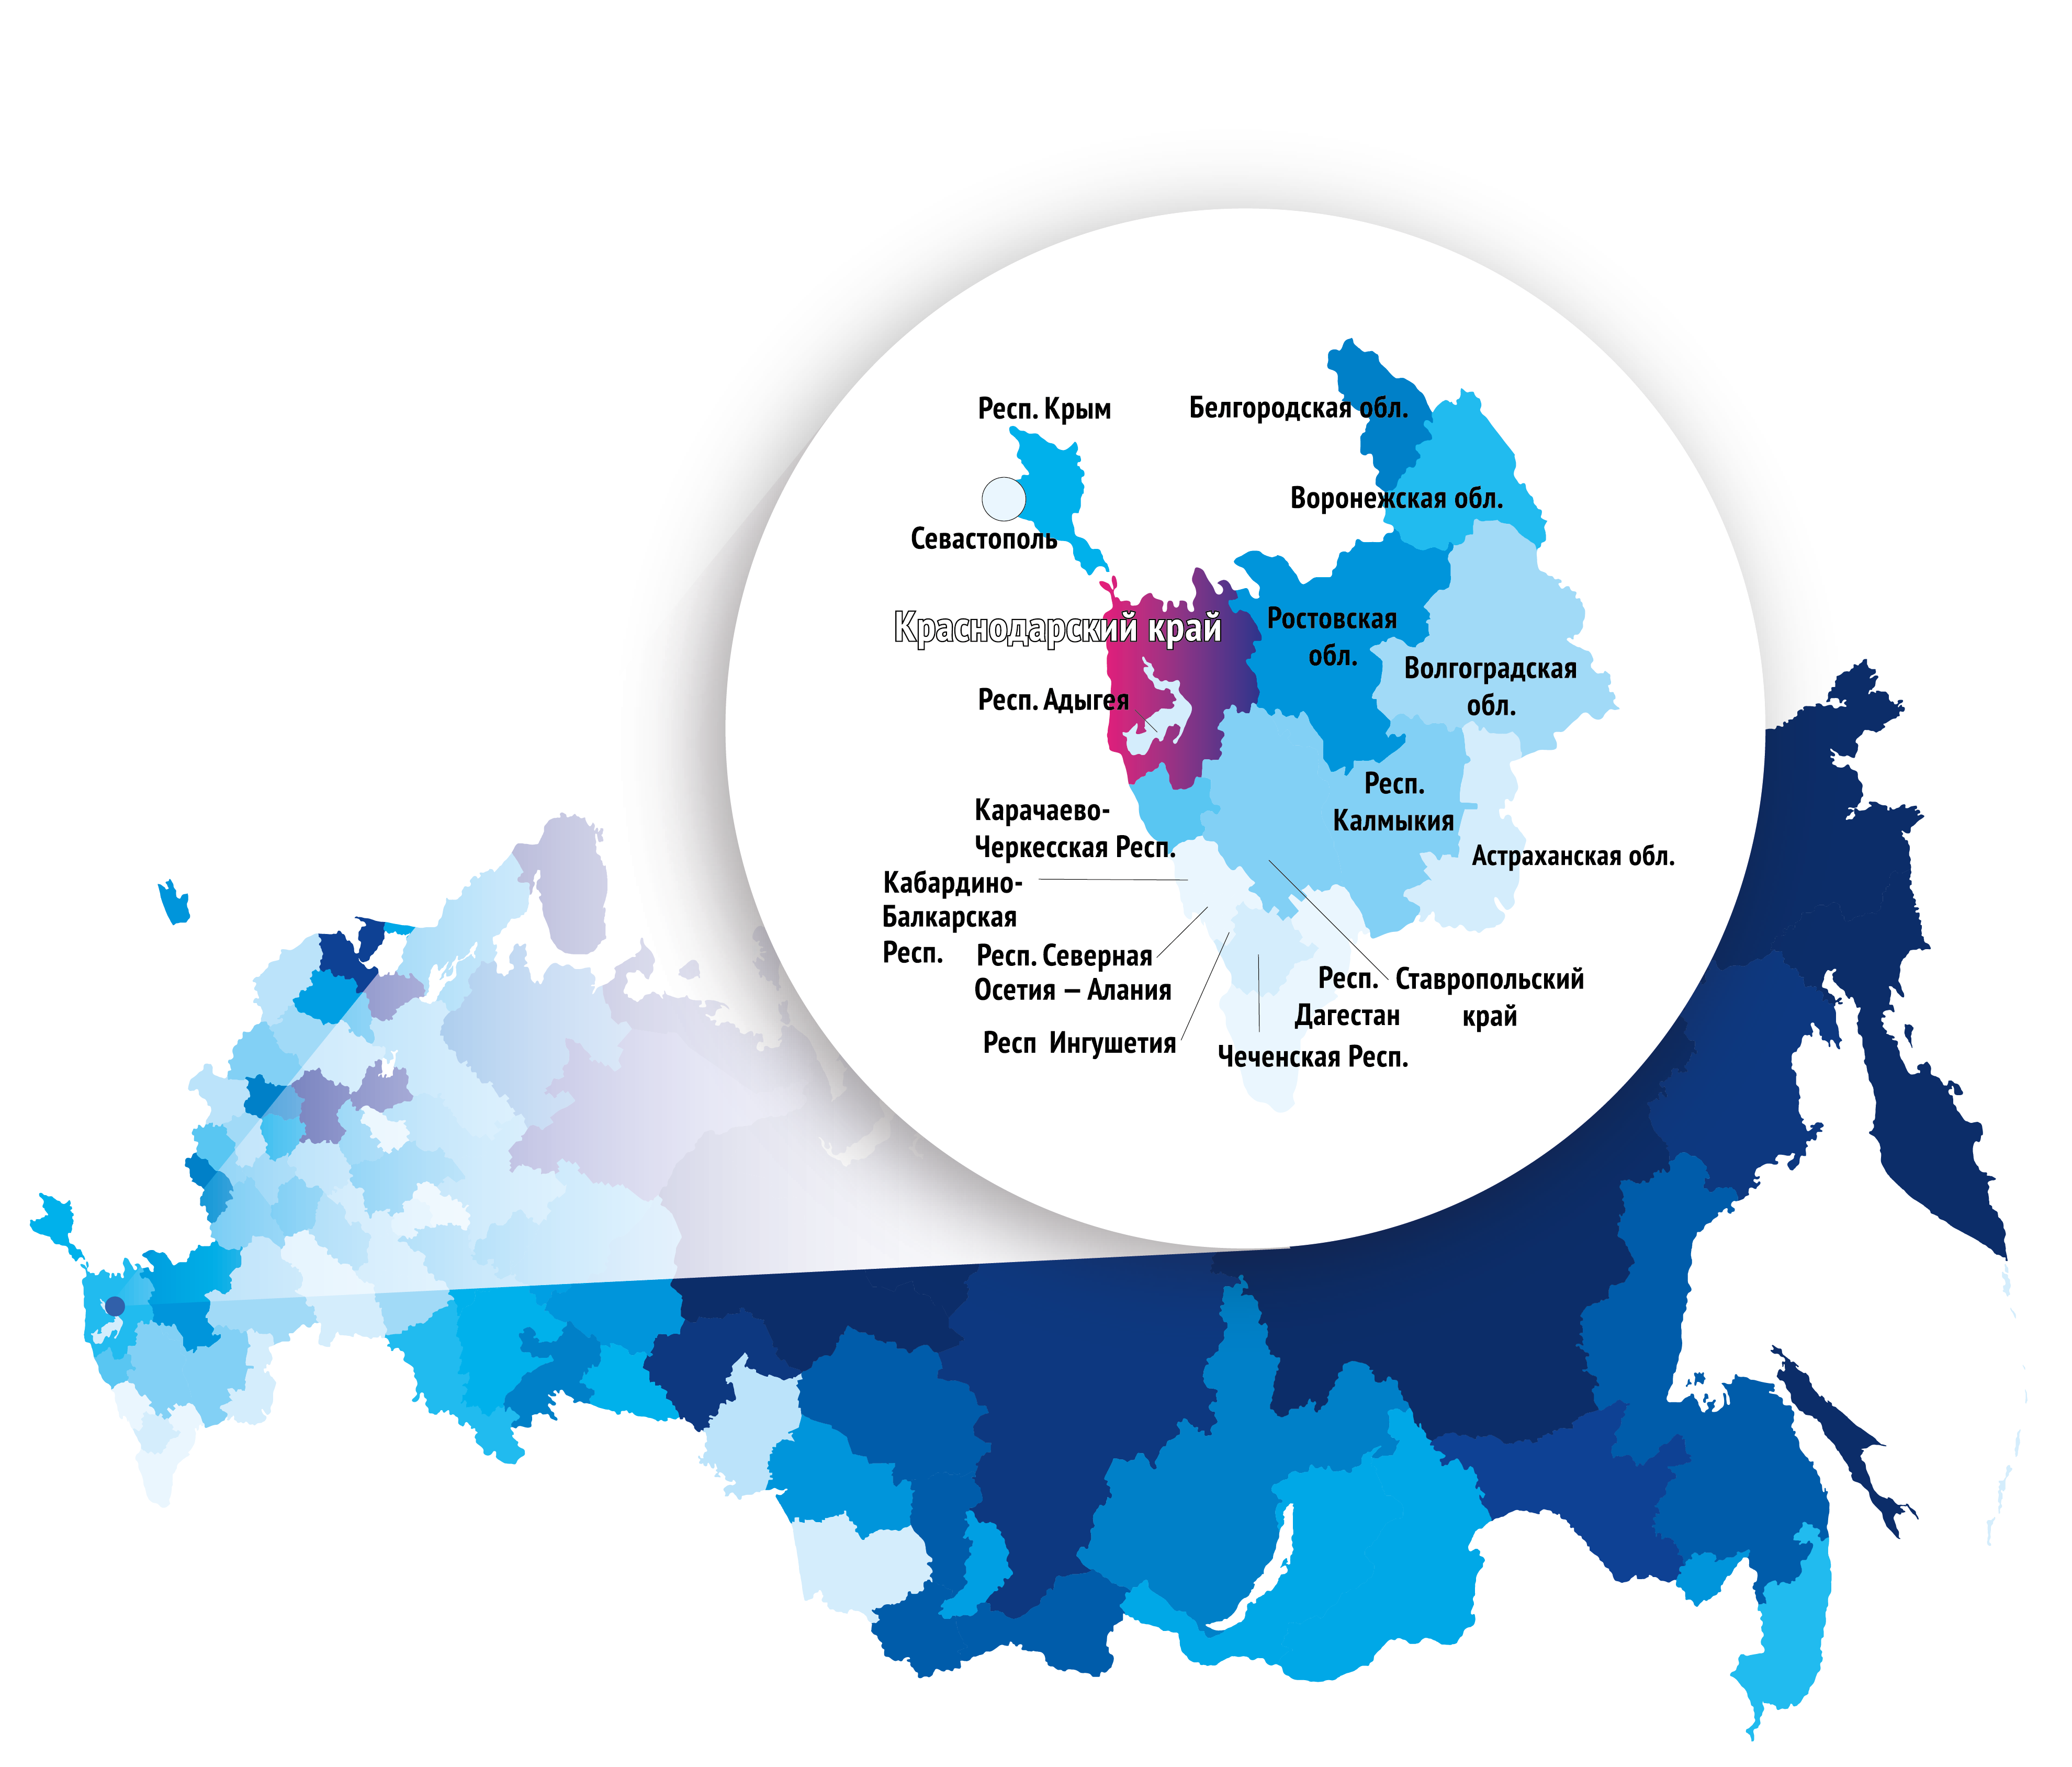 Респ. Крым
Белгородская обл.
Воронежская обл.
Севастополь
Краснодарский край
Ростовская
обл.
Волгоградская
обл.
Респ. Адыгея
Респ.
Калмыкия
Карачаево-
Черкесская Респ.
Астраханская обл.
Кабардино-
Балкарская
Респ.
Респ. Северная
Осетия — Алания
Респ.
Дагестан
Ставропольский
край
Респ Ингушетия
Чеченская Респ.